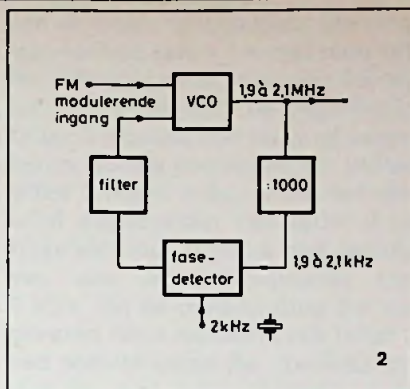 FM
modulerende
ingang
VCO
1,9 à 2,1MHz
filter
:1000
fase-
detector
1,9 à 2,1kHz
2kHz
2